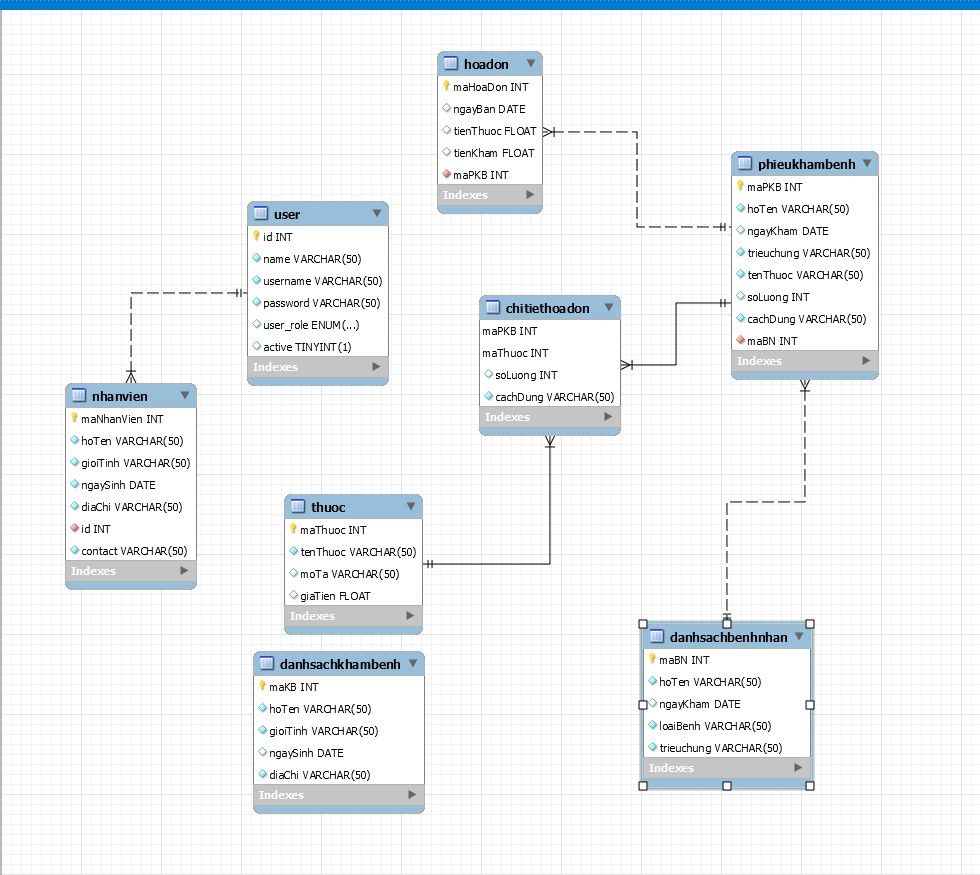 hoadon
maHoaDon INT
ngayBan DATE
tienThuoc FLOAT
tienKham FLOAT
maPKB INT
Indexes
phieukhambenh
maPKB INT
hoTen VARCHAR(50)
ngayKham DATE
trieuchung VARCHAR(50)
tenThuoc VARCHAR(50)
soLuong INT
cachDung VARCHAR(50)
maBN INT
Indexes
user
id INT
name VARCHAR(50)
username VARCHAR(50)
password VARCHAR(50)
user_role ENUM(...)
active TINYINT(1)
Indexes
chitiethoadon
maPKB INT
maThuoc INT
soLuong INT
cachDung VARCHAR(50)
Indexes
nhanvien
maNhanVien INT
hoTen VARCHAR(50)
gioiTinh VARCHAR(50)
ngaySinh DATE
diaChi VARCHAR(50)
id INT
contact VARCHAR(50)
Indexes
thuoc
maThuoc INT
tenThuoc VARCHAR(50)
moTa VARCHAR(50)
giaTien FLOAT
Indexes
danhsachkhambenh
maKB INT
hoTen VARCHAR(50)
gioiTinh VARCHAR(50)
ngaySinh DATE
diaChi VARCHAR(50)
Indexes
danhsachbenhnhan
maBN INT
hoTen VARCHAR(50)
ngayKham DATE
loaiBenh VARCHAR(50)
trieuchung VARCHAR(50)
Indexes